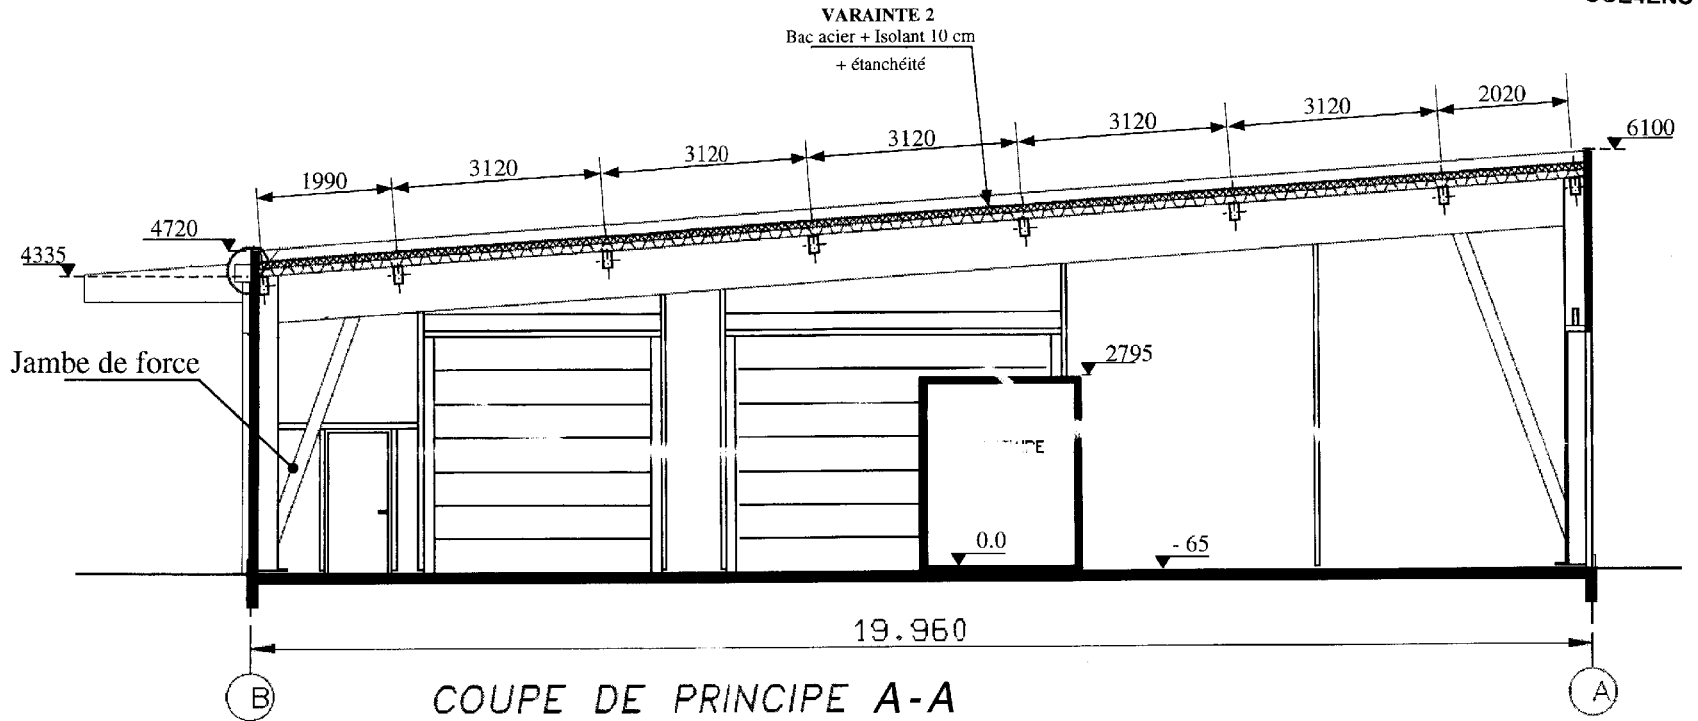 VARAINTE 2
Bac acier + Isolant 10 cm
+ étanchéité
1990
3120
3120
3120
3120
3120
2020
6100
4720
4335
Jambe de force
2795
0.0
- 65
19.960
B
A
COUPE DE PRINCIPE A-A